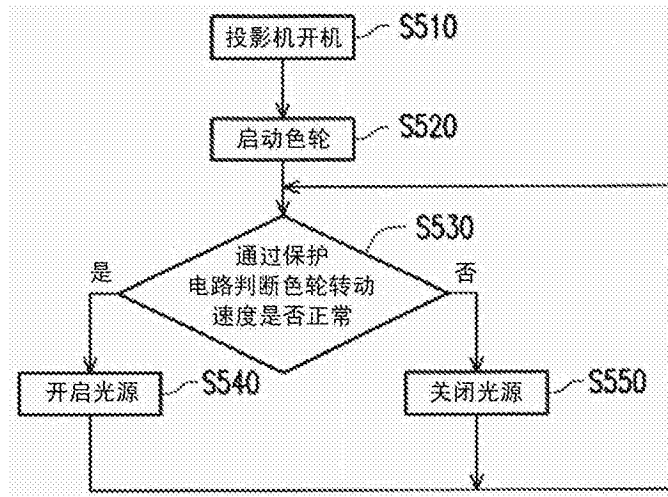 投影机开机
S510
启动色轮
S520
通过保护
电路判断色轮转动
速度是否正常
S530
是
否
开启光源
S540
关闭光源
S550